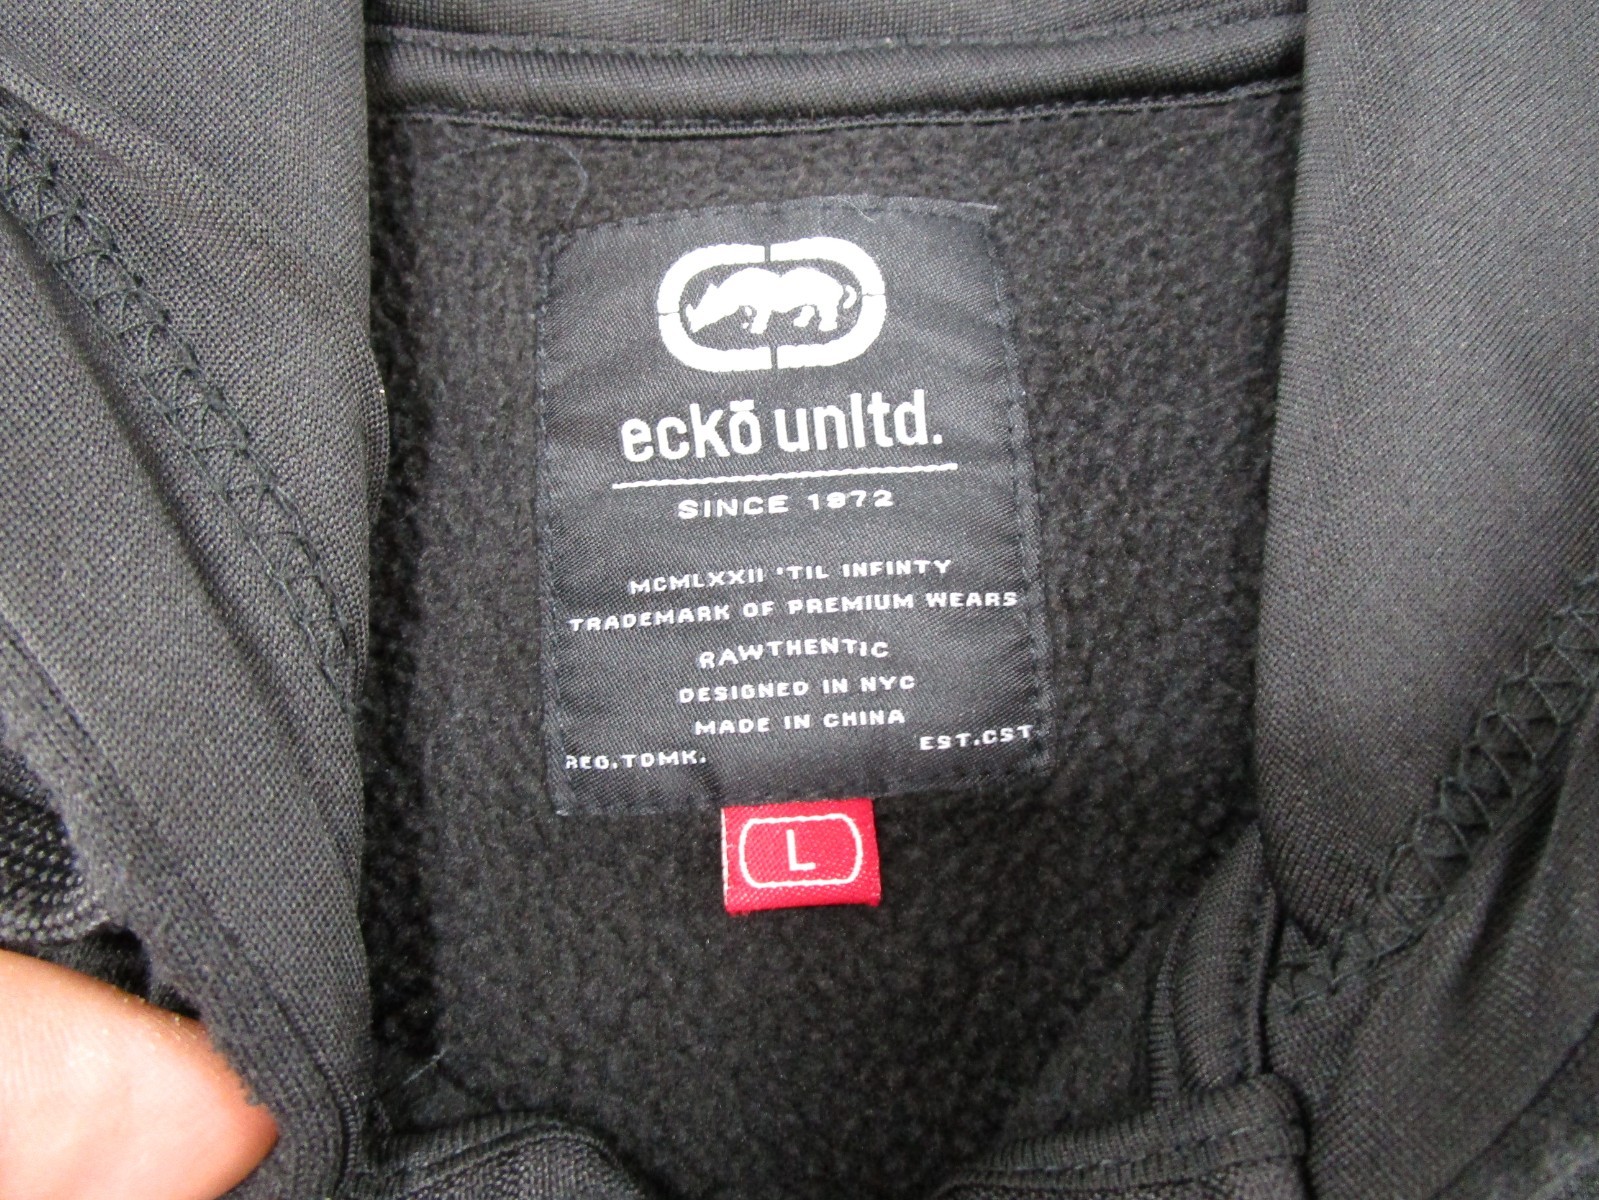 eckō unltd.
SINCE 1972
MCMLXXII 'TIL INFINTY
TRADEMARK OF PREMIUM WEARS
RAWTHENTIC
DESIGNED IN NYC
MADE IN CHINA
REG.TDMK. EST.CST
L